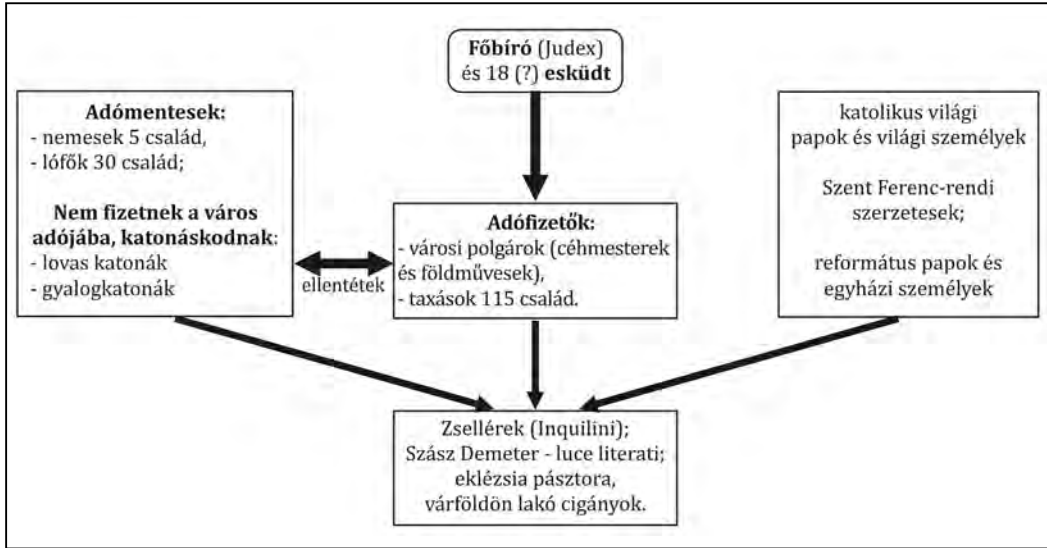 Főbíró (Judex)
és 18 (?) esküdt
Adómentesek:
- nemesek 5 család,
- lófők 30 család;
Nem fizetnek a város
adójába, katonáskodnak:
- lovas katonák
- gyalogkatonák
ellentétek
Adófizetők:
- városi polgárok (céhmesterek
és földművesek),
- taxások 115 család.
katolikus világi
papok és világi személyek
Szent Ferenc-rendi
szerzetesek;
református papok és
egyházi személyek
Zsellérek (Inquilini);
Szász Demeter - luce literati;
eklézsia pásztora,
várföldön lakó cigányok.